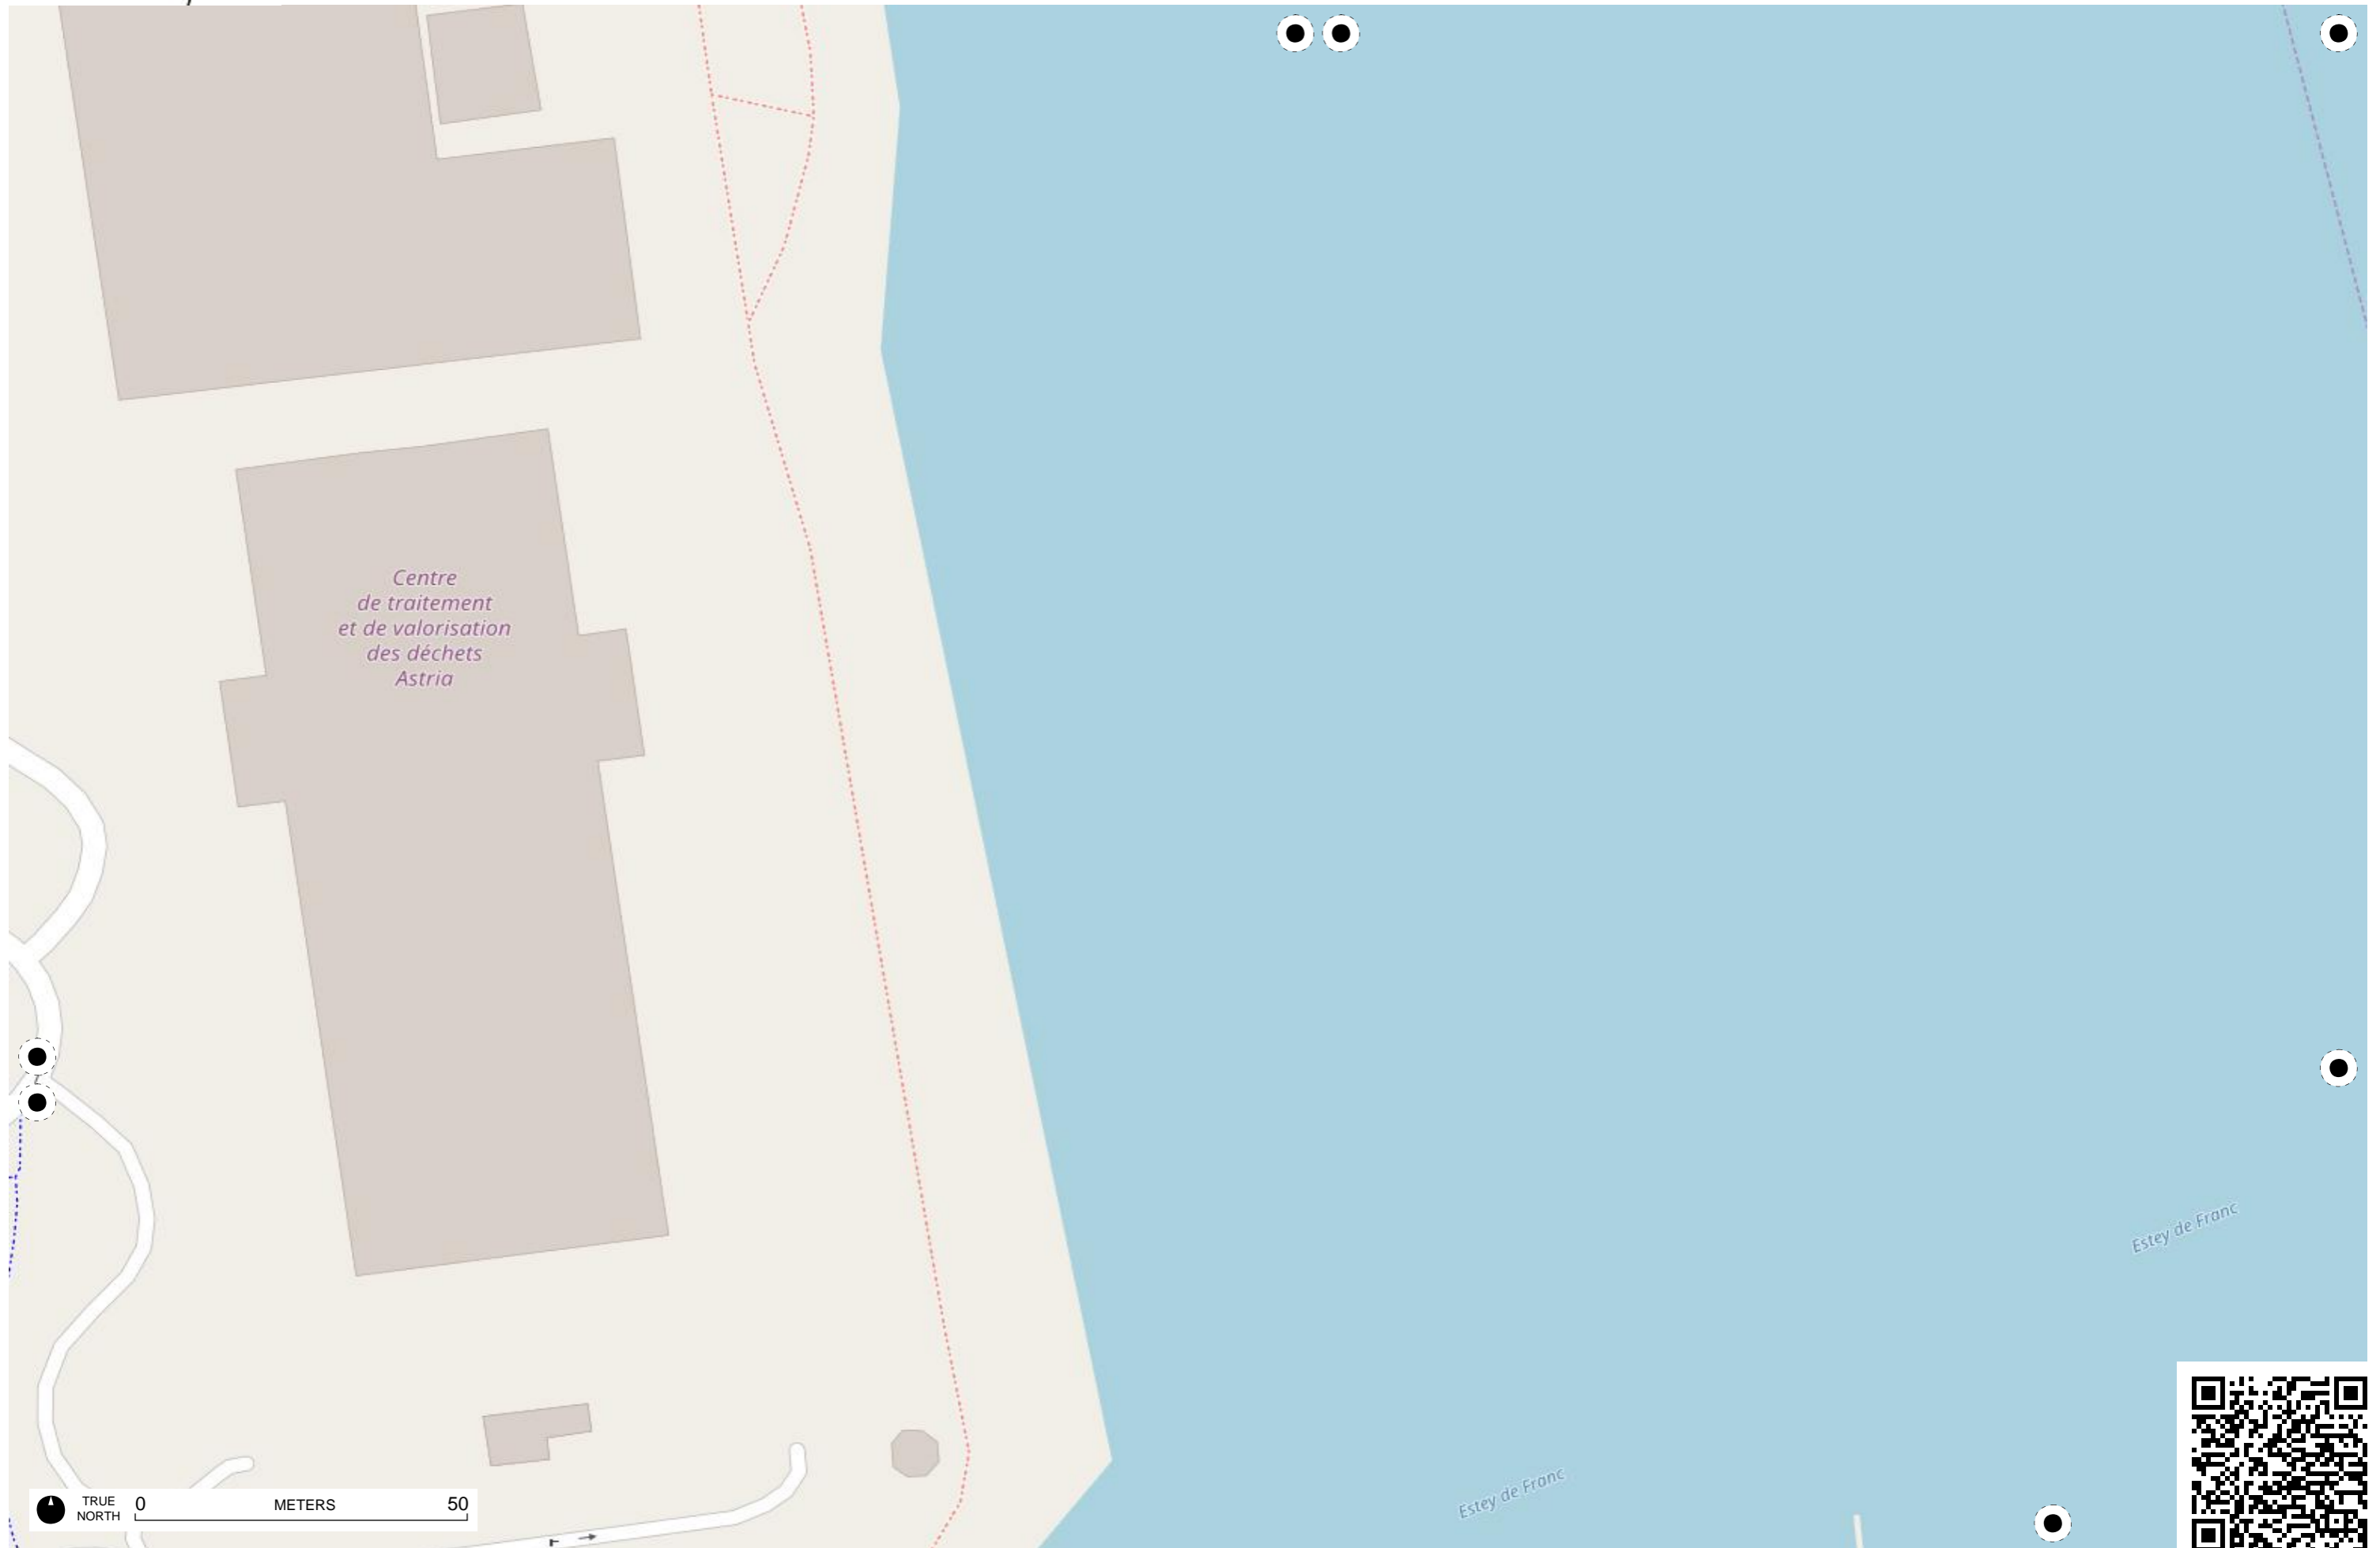 Centre
de traitement
et de valorisation
des déchets
Astria
Estey de Franc
Estey de Franc
TRUE
NORTH
0 METERS 50